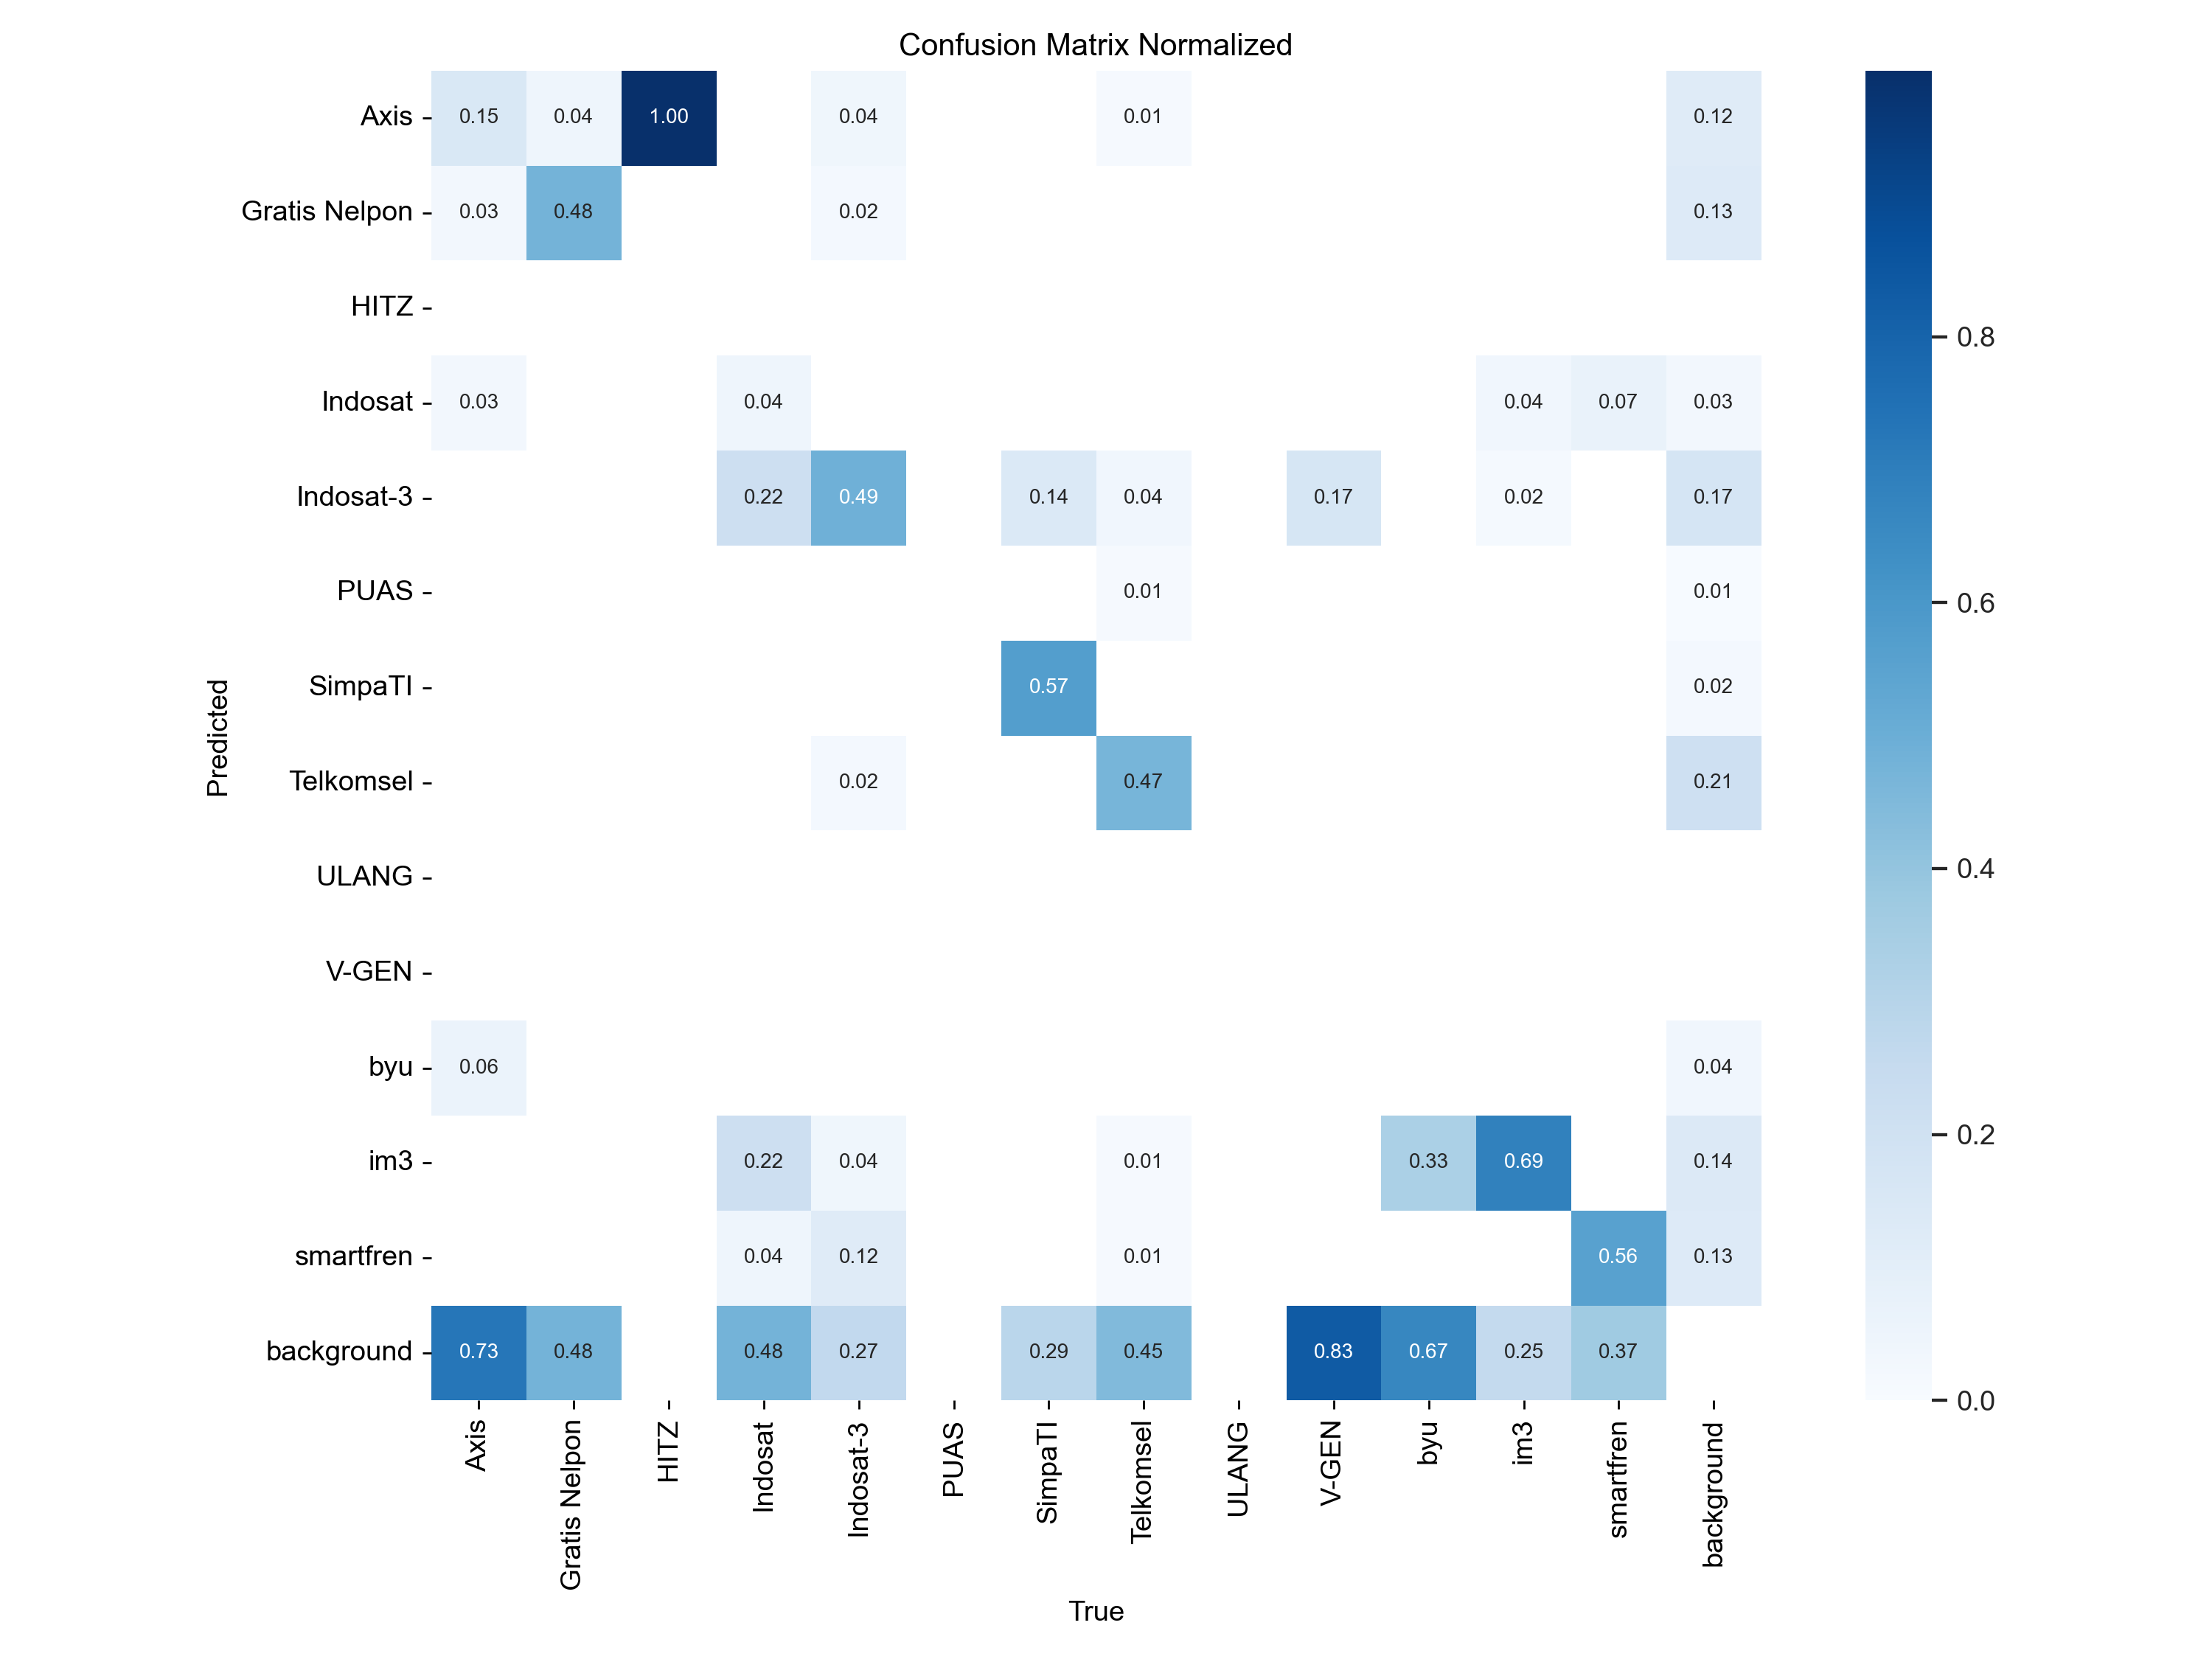 Confusion Matrix Normalized
Axis 0.15 0.04 1.00 0.04 0.01 0.12
Gratis Nelpon 0.03 0.48 0.02 0.13
HITZ
Indosat 0.03 0.04 0.04 0.07 0.03
Indosat-3 0.22 0.49 0.14 0.04 0.17 0.02 0.17
PUAS 0.01 0.01
SimpaTI 0.57 0.02
Telkomsel 0.02 0.47 0.21
ULANG
V-GEN
byu 0.06 0.04
im3 0.22 0.04 0.01 0.33 0.69 0.14
smartfren 0.04 0.12 0.01 0.56 0.13
background 0.73 0.48 0.48 0.27 0.29 0.45 0.83 0.67 0.25 0.37
Predicted
Axis
Gratis Nelpon
HITZ
Indosat
Indosat-3
PUAS
SimpaTI
Telkomsel
ULANG
V-GEN
byu
im3
smartfren
background
True
0.8
0.6
0.4
0.2
0.0